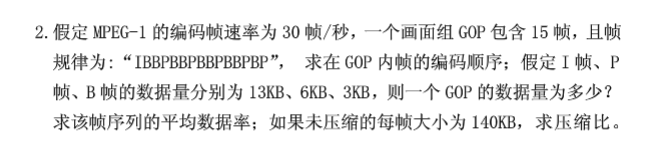 2. 假定 MPEG-1 的编码帧速率为 30 帧/秒，一个画面组 GOP 包含 15 帧，且帧
规律为：“IBBPBBPBBPBBPBP”， 求在 GOP 内帧的编码顺序；假定 I 帧、P
帧、B 帧的数据量分别为 13KB、6KB、3KB，则一个 GOP 的数据量为多少？
求该帧序列的平均数据率；如果未压缩的每帧大小为 140KB，求压缩比。